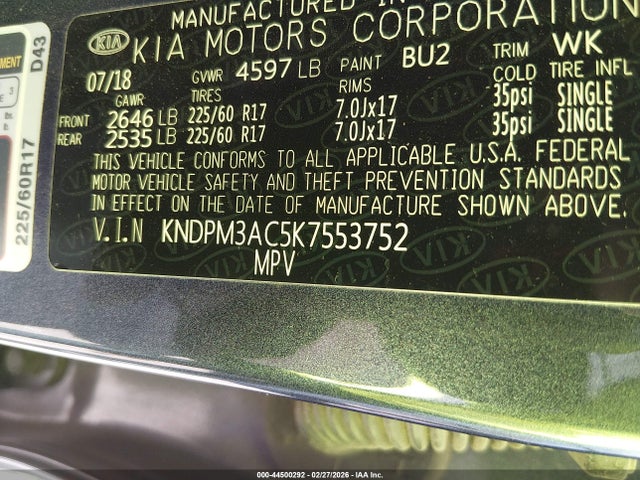 MANUFACTURED IN
KIA KIA MOTORS CORPORATION
07/18 GVWR 4597 LB PAINT BU2 TRIM WK
GAWR TIRES RIMS COLD TIRE INFL
FRONT 2646 LB 225/60 R17 7.0Jx17 35psi SINGLE
REAR 2535 LB 225/60 R17 7.0Jx17 35psi SINGLE
THIS VEHICLE CONFORMS TO ALL APPLICABLE U.S.A. FEDERAL
MOTOR VEHICLE SAFETY AND THEFT PREVENTION STANDARDS
IN EFFECT ON THE DATE OF MANUFACTURE SHOWN ABOVE.
V.I.N KNDPM3AC5K7553752
MPV
225/60R17 D43
000-44500292 - 02/27/2026 - IAA Inc.